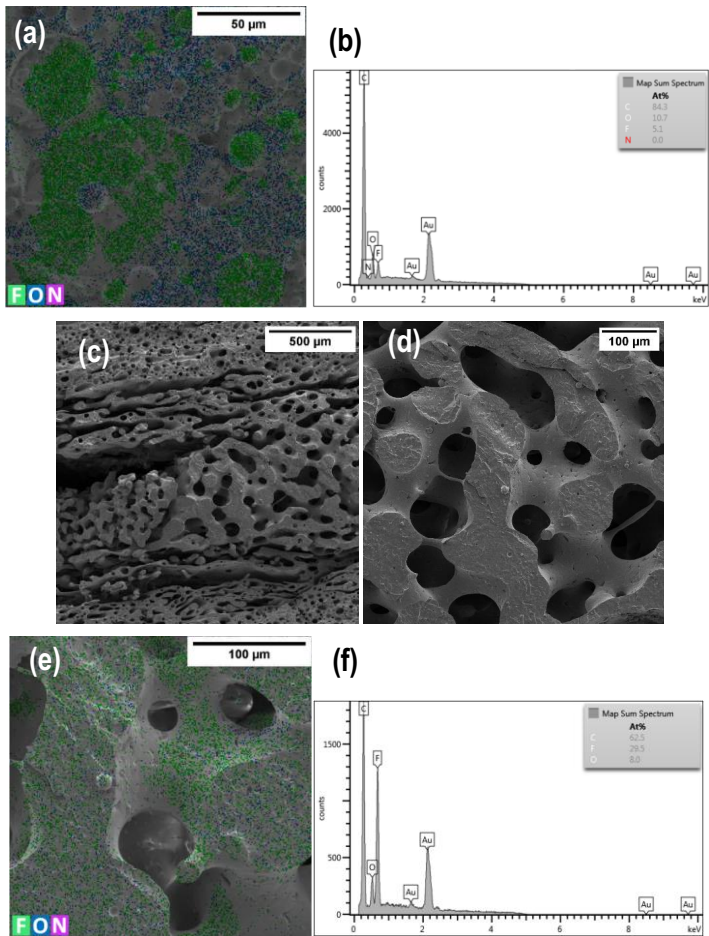 (a)
50 µm
F O N
(b)
C
Map Sum Spectrum
At%
C 84.3
O 10.7
F 5.1
N 0.0
4000
counts
2000
Au
O
F
N
Au
Au
Au
0
0
2
4
6
8
keV
(c)
500 µm
(d)
100 µm
(e)
100 µm
F O N
(f)
C
Map Sum Spectrum
At%
C 62.5
F 29.5
O 8.0
1500
F
1000
counts
Au
500
O
Au
Au
Au
0
0
2
4
6
8
keV